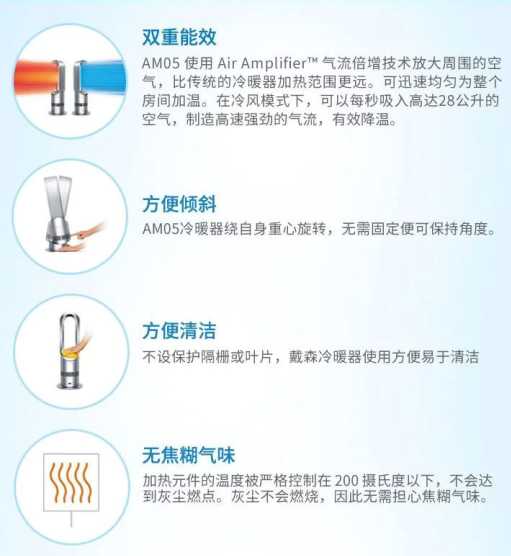 双重能效
AM05 使用 Air Amplifier™ 气流倍增技术放大周围的空
气，比传统的冷暖器加热范围更远。可迅速均匀为整个
房间加温。在冷风模式下，可以每秒吸入高达28公升的
空气，制造高速强劲的气流，有效降温。
方便倾斜
AM05冷暖器绕自身重心旋转，无需固定便可保持角度。
方便清洁
不设保护隔栅或叶片，戴森冷暖器使用方便易于清洁
无焦糊气味
加热元件的温度被严格控制在 200 摄氏度以下，不会达
到灰尘燃点。灰尘不会燃烧，因此无需担心焦糊气味。